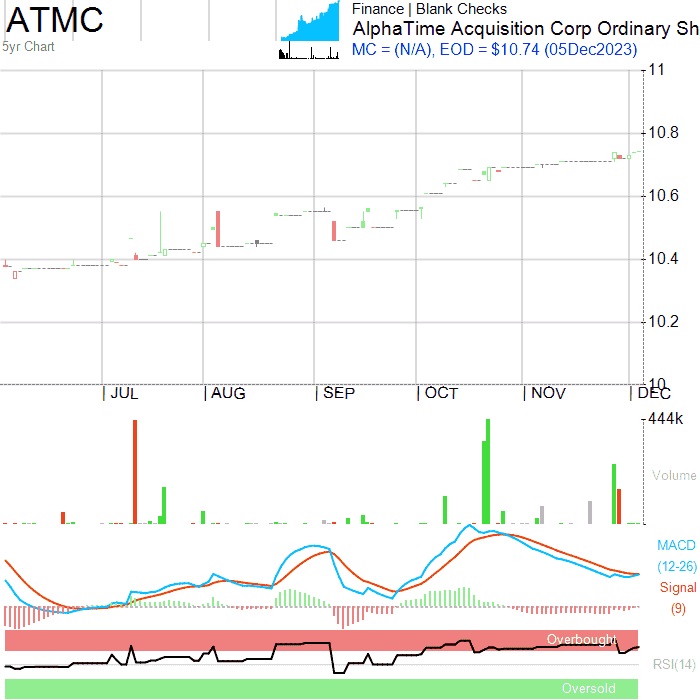 ATMC
5yr Chart
Finance | Blank Checks
AlphaTime Acquisition Corp Ordinary Sh
MC = (N/A), EOD = $10.74 (05Dec2023)
11
10.8
10.6
10.4
10.2
10
| JUL
| AUG
| SEP
| OCT
| NOV
| DEC
444k
Volume
MACD
(12-26)
Signal
(9)
Overbought
RSI(14)
Oversold